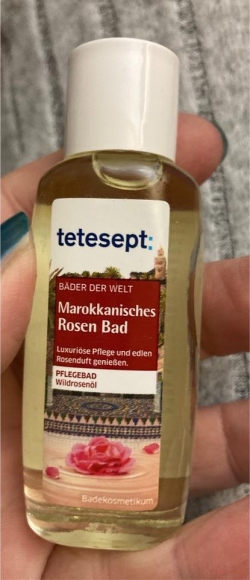 tetesept:
BÄDER DER WELT
Marokkanisches
Rosen Bad
Luxuriöse Pflege und edlen
Rosenduft genießen.
PFLEGEBAD
Wildrosenöl
Badekosmetikum